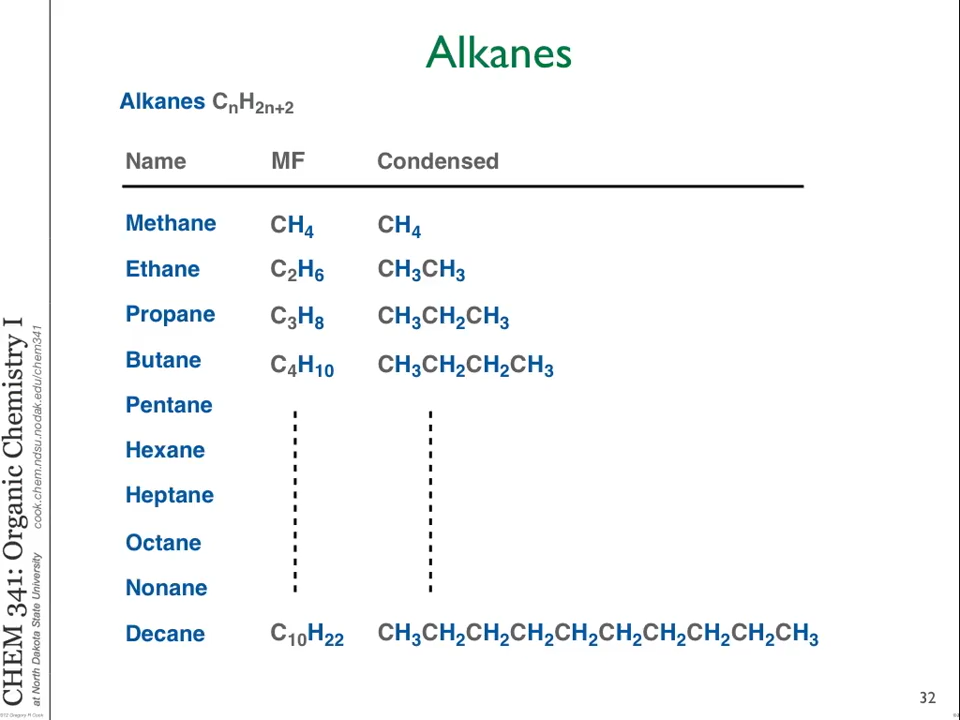 Alkanes
Alkanes CnH2n+2
Name MF Condensed
Methane CH4 CH4
Ethane C2H6 CH3CH3
Propane C3H8 CH3CH2CH3
Butane C4H10 CH3CH2CH2CH3
Pentane
Hexane
Heptane
Octane
Nonane
Decane C10H22 CH3CH2CH2CH2CH2CH2CH2CH2CH2CH3
CHEM 341: Organic Chemistry I
at North Dakota State University cook.chem.ndsu.nodak.edu/chem341
32